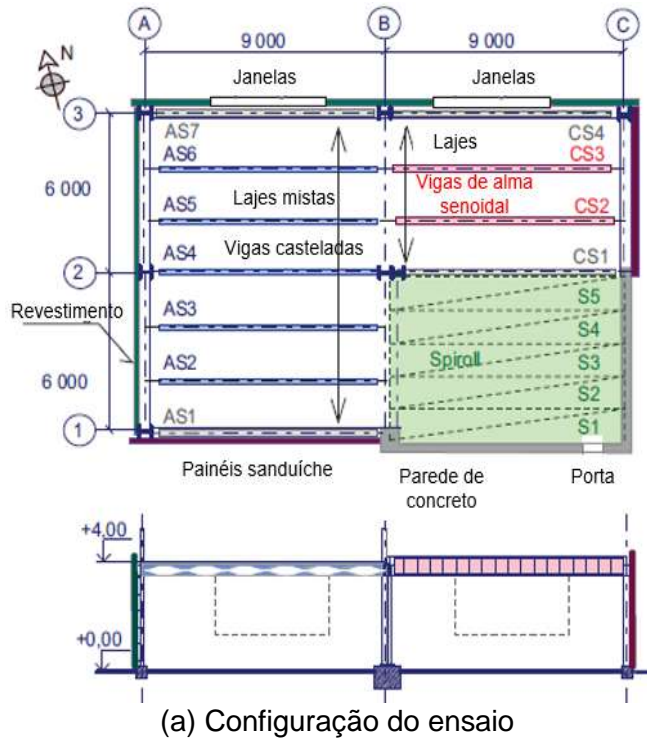 A
B
C
N
9 000
9 000
Janelas
Janelas
3
AS7
CS4
AS6
Lajes
CS3
6 000
Lajes mistas
Vigas de alma
senoidal
AS5
CS2
Vigas casteladas
AS4
CS1
2
Revestimento
S5
AS3
S4
Spiroll
S3
6 000
AS2
S2
AS1
S1
1
Painéis sanduíche
Parede de
concreto
Porta
+4,00
+0,00
(a) Configuração do ensaio